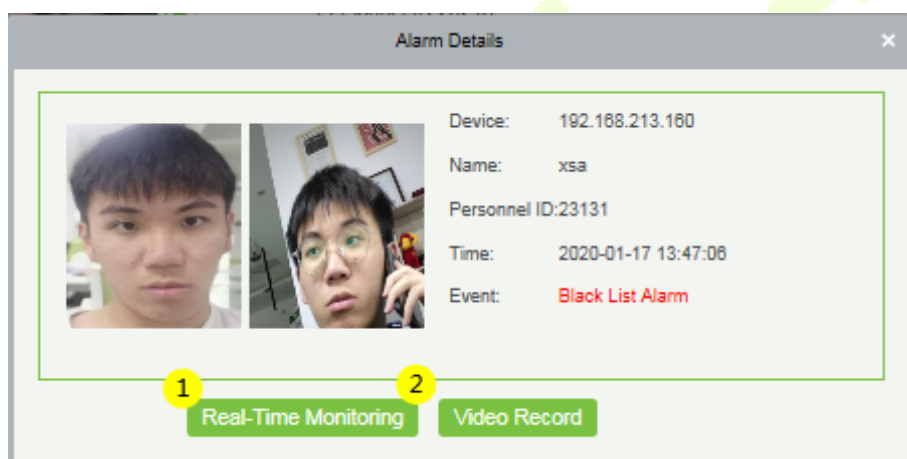 Alarm Details
×
Device: 192.168.213.160
Name: xsa
Personnel ID:23131
Time: 2020-01-17 13:47:06
Event: Black List Alarm
1
2
Real-Time Monitoring
Video Record